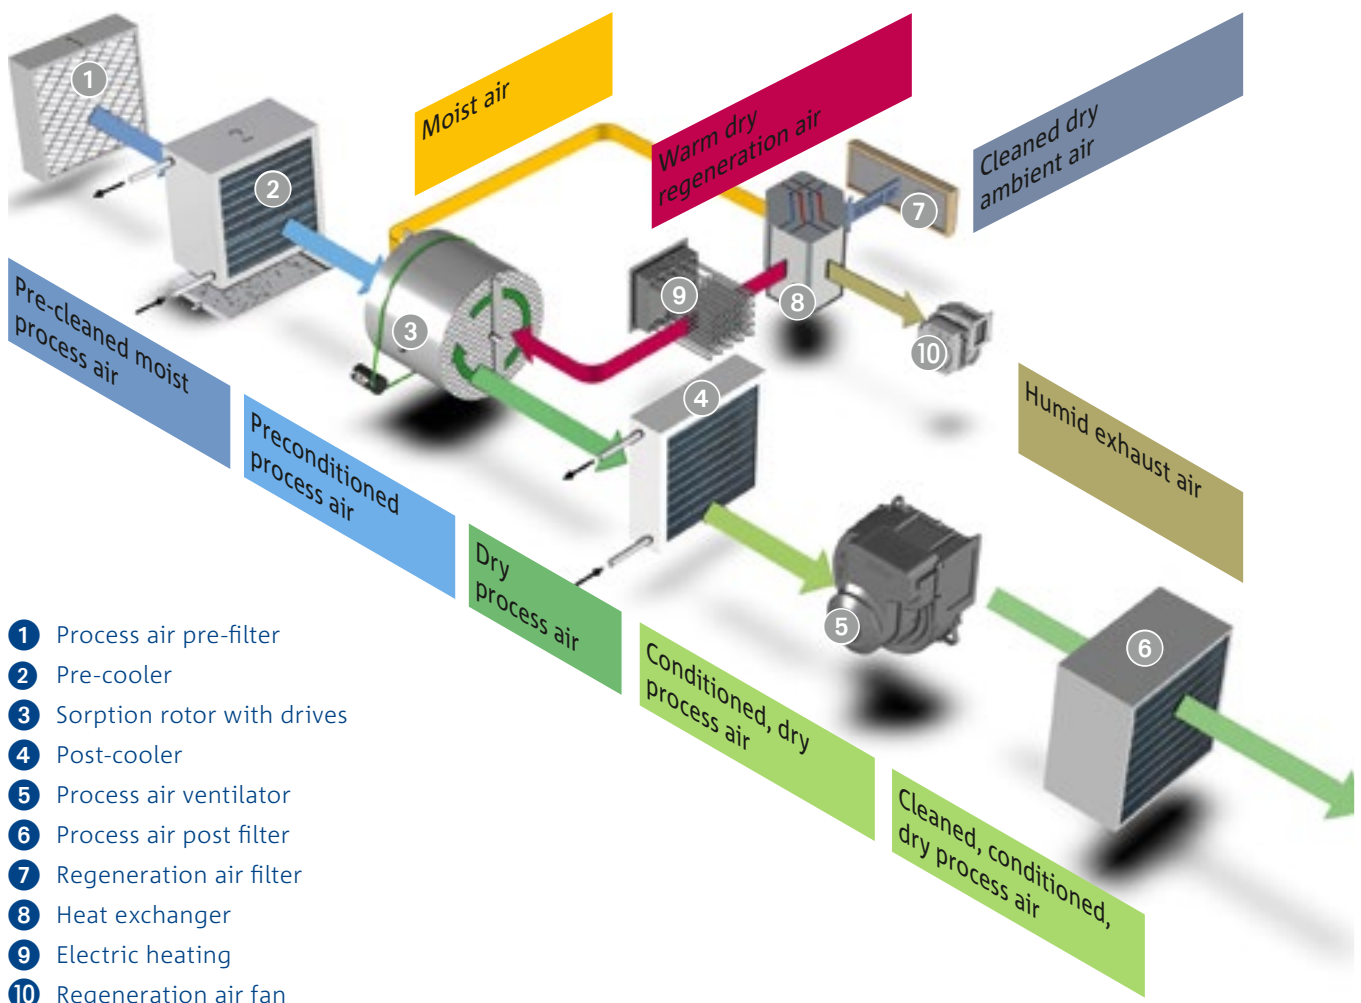 1
2
3
4
5
6
7
8
9
10
Moist air
Warm dry
regeneration air
Cleaned dry
ambient air
Pre-cleaned moist
process air
Preconditioned
process air
Dry
process air
Humid exhaust air
Conditioned, dry
process air
Cleaned, conditioned,
dry process air
1 Process air pre-filter
2 Pre-cooler
3 Sorption rotor with drives
4 Post-cooler
5 Process air ventilator
6 Process air post filter
7 Regeneration air filter
8 Heat exchanger
9 Electric heating
10 Regeneration air fan